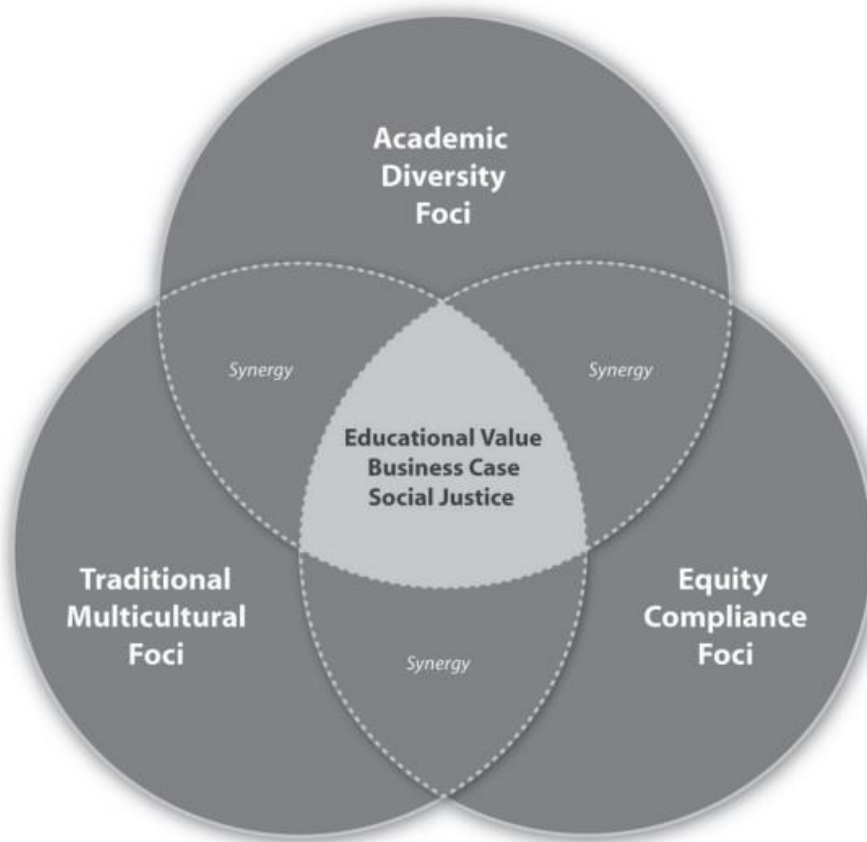 Academic
Diversity
Foci
Synergy
Synergy
Educational Value
Business Case
Social Justice
Traditional
Multicultural
Foci
Equity
Compliance
Foci
Synergy